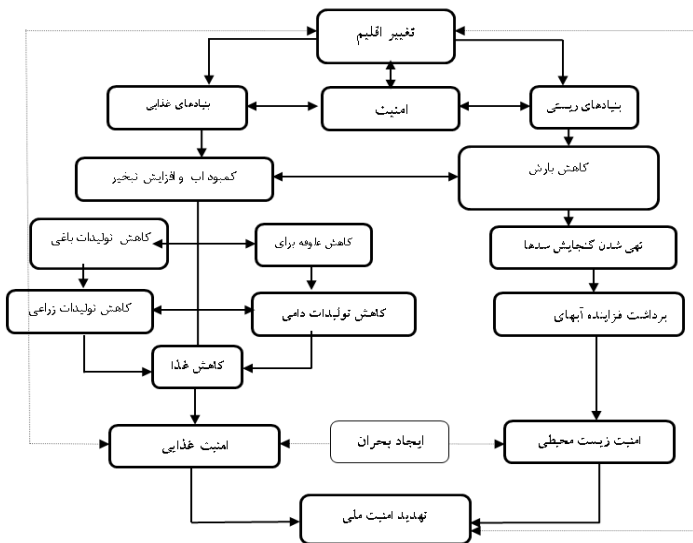 تغییر اقلیم
بنیادهای غذایی
امنیت
بنیادهای ریستی
کمبود اب و افزایش تبخیر
کاهش بارش
کاهش تولیدات باغی
کاهش علوفه برای
تهی شدن گنجایش سدها
کاهش تولیدات زراعی
کاهش تولیدات دامی
برداشت فزاینده آبهای
کاهش غذا
امنیت غذایی
ایجاد بحران
امنیت زیست محیطی
تهدید امنیت ملی